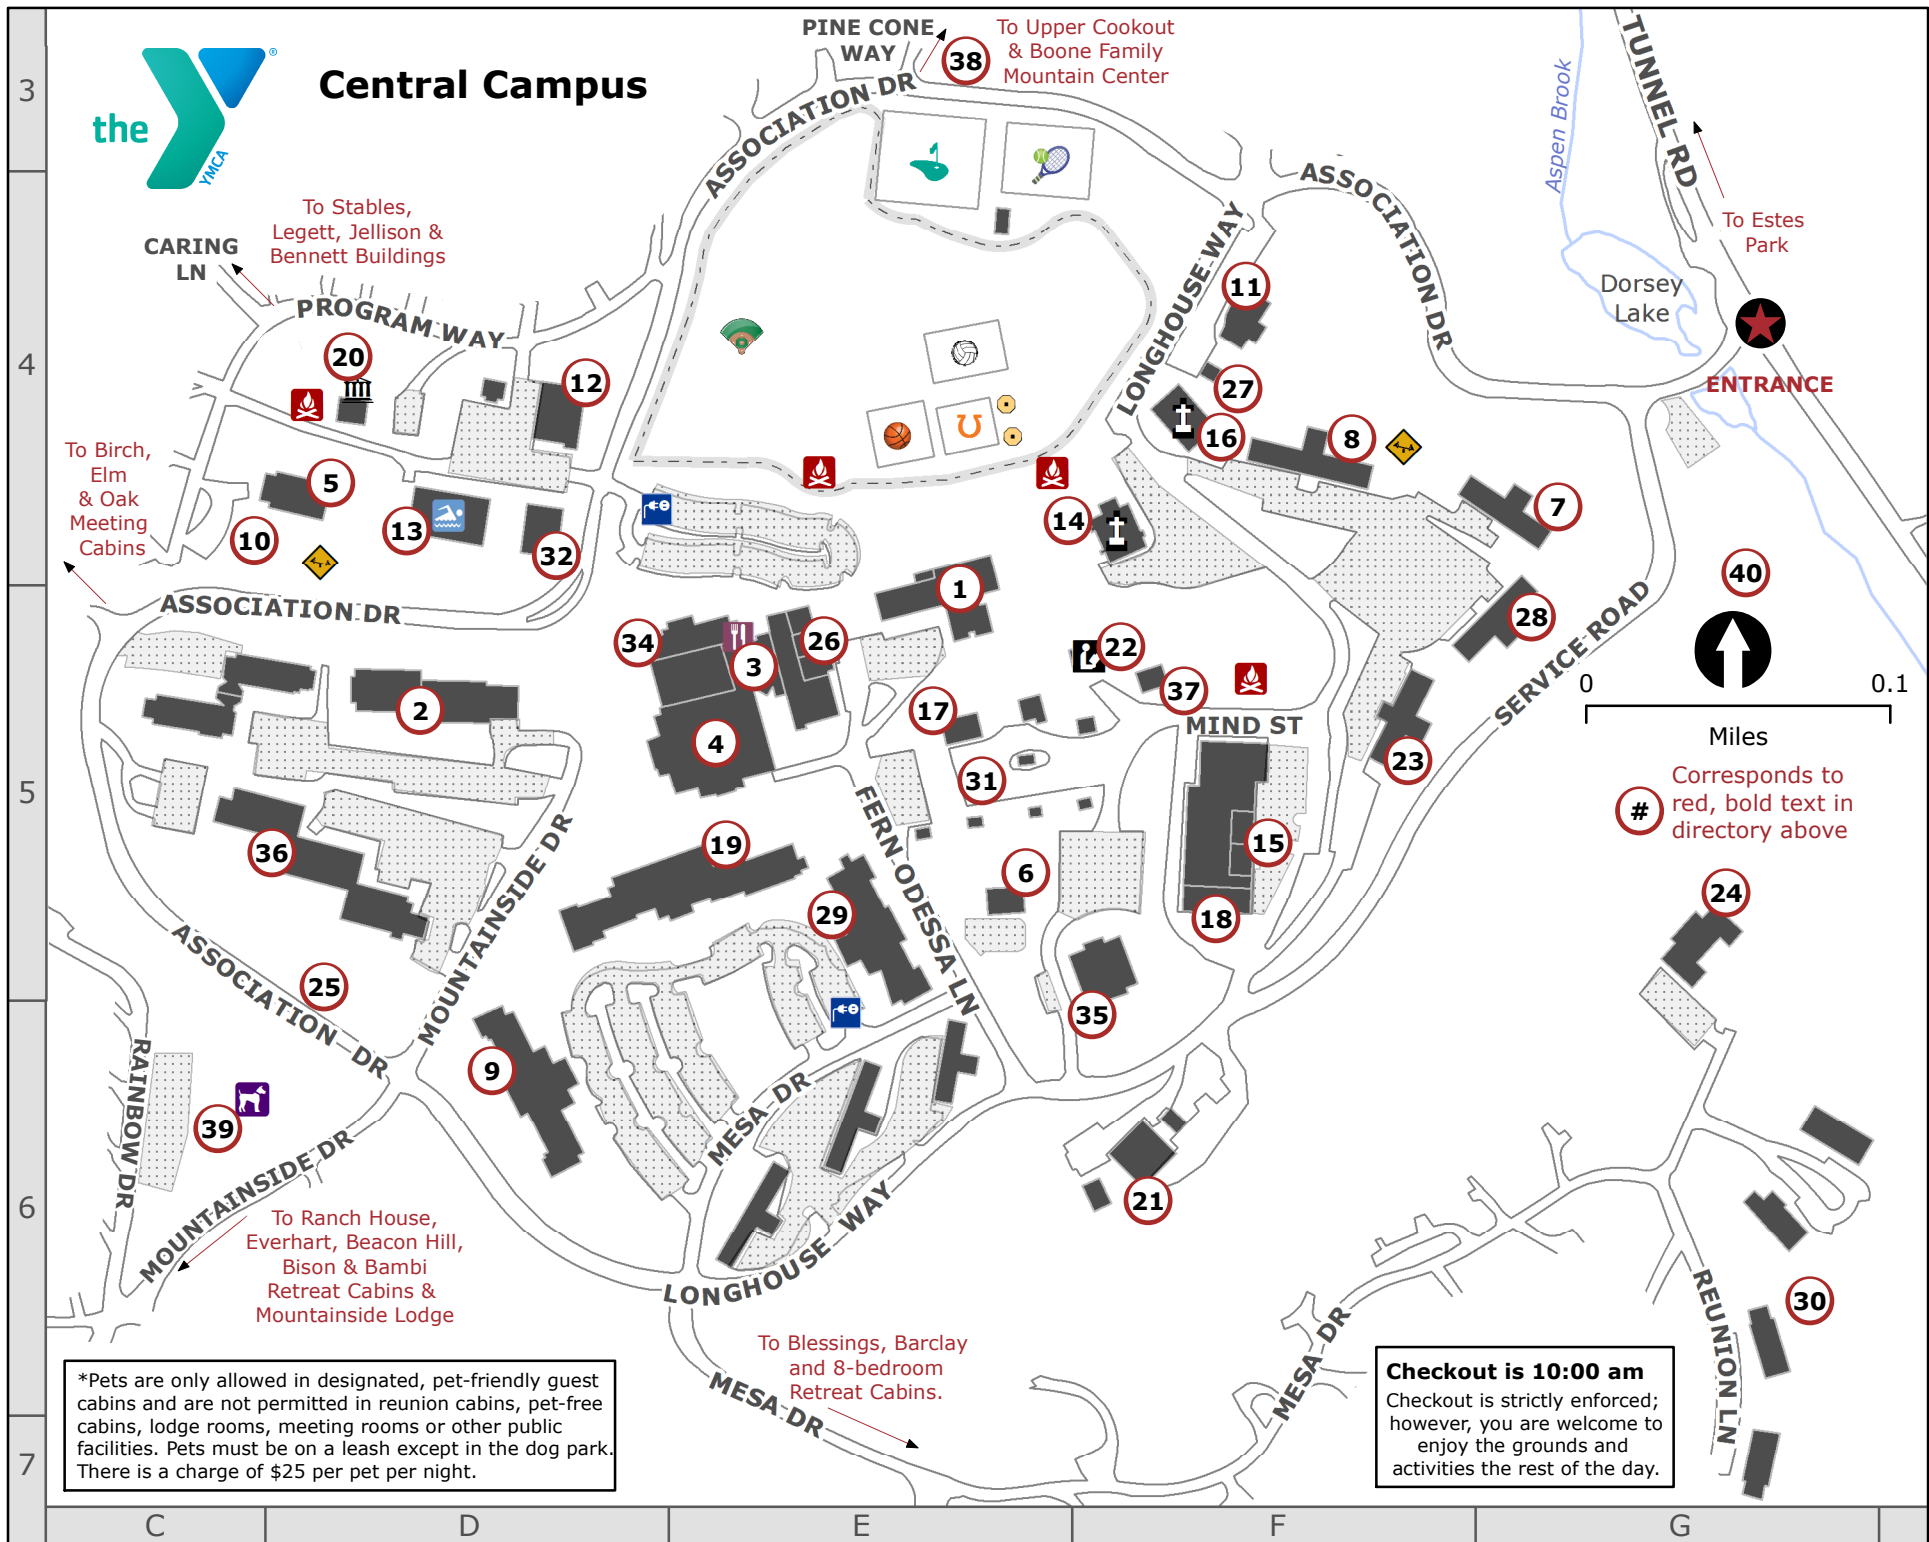 Central Campus
the
YMCA
®
PINE CONE
WAY
38
To Upper Cookout
& Boone Family
Mountain Center
ASSOCIATION DR
TUNNEL RD
Aspen Brook
To Estes
Park
3
To Stables,
Legett, Jellison &
Bennett Buildings
CARING
LN
PROGRAM WAY
ASSOCIATION DR
LONGHOUSE WAY
11
Dorsey
Lake
ENTRANCE
4
20
12
27
16
8
7
To Birch,
Elm
& Oak
Meeting
Cabins
5
10
13
32
14
40
ASSOCIATION DR
1
28
SERVICE ROAD
34
3
26
22
37
17
2
4
31
MIND ST
23
0
0.1
Miles
#
Corresponds to
red, bold text in
directory above
5
FERN ODESSA LN
MOUNTAINSIDE DR
36
19
6
15
29
18
24
ASSOCIATION DR
25
35
9
MESA DR
RAINBOW DR
39
MOUNTAINSIDE DR
21
6
To Ranch House,
Everhart, Beacon Hill,
Bison & Bambi
Retreat Cabins &
Mountainside Lodge
LONGHOUSE WAY
REUNION LN
30
To Blessings, Barclay
and 8-bedroom
Retreat Cabins.
MESA DR
MESA DR
*Pets are only allowed in designated, pet-friendly guest
cabins and are not permitted in reunion cabins, pet-free
cabins, lodge rooms, meeting rooms or other public
facilities. Pets must be on a leash except in the dog park.
There is a charge of $25 per pet per night.
Checkout is 10:00 am
Checkout is strictly enforced;
however, you are welcome to
enjoy the grounds and
activities the rest of the day.
7
C
D
E
F
G